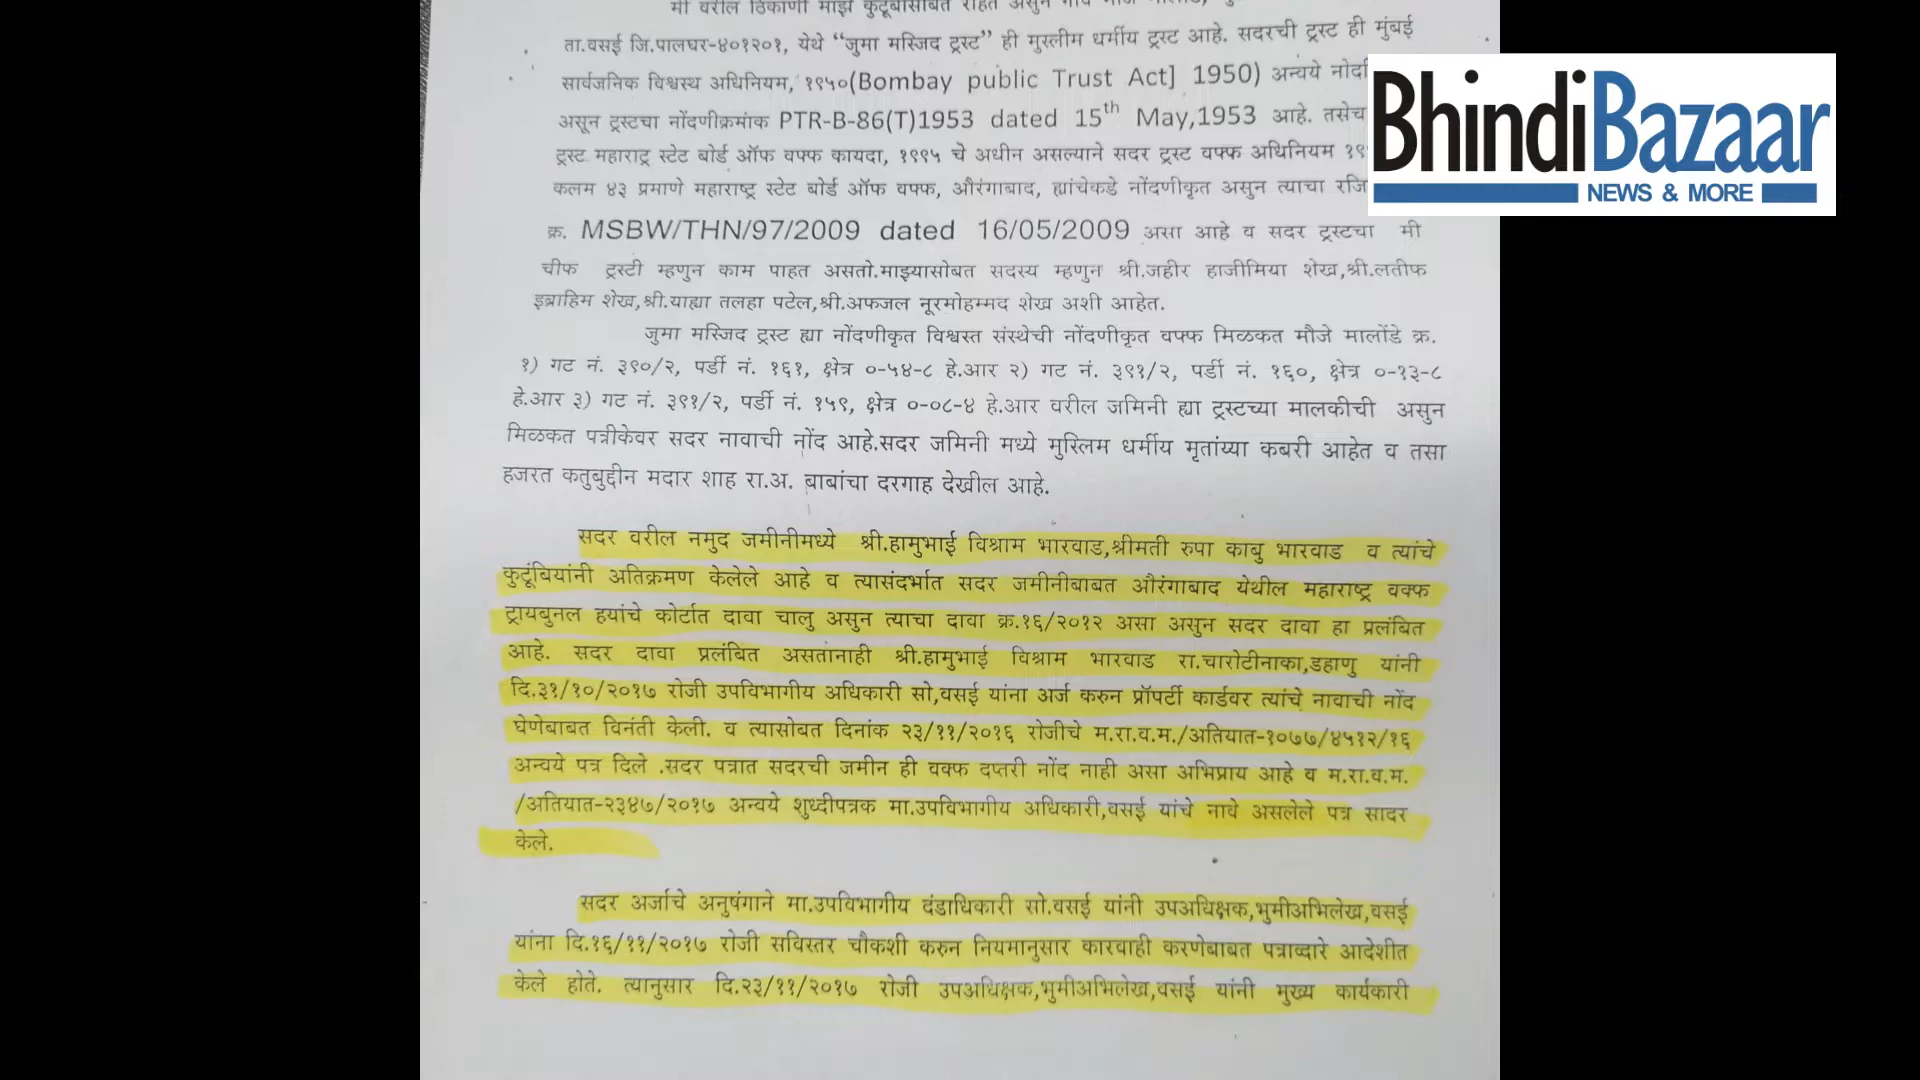 मी वरील ठिकाणी माझे कुटूंबासोबत राहत असुन
ता.वसई जि.पालघर-४०१२०१, येथे “जुमा मस्जिद ट्रस्ट” ही मुस्लीम धर्मीय ट्रस्ट आहे. सदरची ट्रस्ट ही मुंबई
सार्वजनिक विश्वस्थ अधिनियम, १९५०(Bombay public Trust Act] 1950) अन्वये
असून ट्रस्टचा नोंदणीक्रमांक PTR-B-86(T)1953 dated 15th May,1953 आहे. तसेच
ट्रस्ट महाराट्र स्टेट बोर्ड ऑफ वफ्फ कायदा, १९९५ चे अधीन असल्याने सदर ट्रस्ट वफ्फ अधिनियम
कलम ४३ प्रमाणे महाराष्ट्र स्टेट बोर्ड ऑफ वफ्फ, औरंगाबाद, ह्यांचेकडे नोंदणीकृत असुन त्याचा
क्र. MSBW/THN/97/2009 dated 16/05/2009 असा आहे व सदर ट्रस्टचा मी
चीफ ट्रस्टी म्हणुन काम पाहत असतो.माझ्यासोबत सदस्य म्हणुन श्री.जहीर हाजीमिया शेख,श्री.लतीफ
इब्राहिम शेख,श्री.याह्या तलहा पटेल,श्री.अफजल नूरमोहम्मद शेख अशी आहेत.
जुमा मस्जिद ट्रस्ट ह्या नोंदणीकृत विश्वस्त संस्थेची नोंदणीकृत वफ्फ मिळकत मौजे मालोंडे क्र.
१) गट नं. ३९०/२, पर्डी नं. १६१, क्षेत्र ०-५४-८ हे.आर २) गट नं. ३९१/२, पर्डी नं. १६०, क्षेत्र ०-१३-८
हे.आर ३) गट नं. ३९१/२, पर्डी नं. १५९, क्षेत्र ०-०८-४ हे.आर वरील जमिनी ह्या ट्रस्टच्या मालकीची असुन
मिळकत पत्रीकेवर सदर नावाची नोंद आहे.सदर जमिनी मध्ये मुस्लिम धर्मीय मृतांय्या कबरी आहेत व तसा
हजरत कतुबुद्दीन मदार शाह रा.अ. बाबांचा दरगाह देखील आहे.
सदर वरील नमुद जमीनीमध्ये श्री.हामुभाई विश्राम भारवाड,श्रीमती रुपा काबु भारवाड व त्यांचे
कुटूंबियांनी अतिक्रमण केलेले आहे व त्यासंदर्भात सदर जमीनीबाबत औरंगाबाद येथील महाराष्ट्र वक्फ
ट्रायबुनल हयांचे कोर्टात दावा चालु असुन त्याचा दावा क्र.१६/२०१२ असा असुन सदर दावा हा प्रलंबित
आहे. सदर दावा प्रलंबित असतांनाही श्री.हामुभाई विश्राम भारवाड रा.चारोटीनाका,डहाणु यांनी
दि.३१/१०/२०१७ रोजी उपविभागीय अधिकारी सो,वसई यांना अर्ज करुन प्रॉपर्टी कार्डवर त्यांचे नावाची नोंद
घेणेबाबत विनंती केली. व त्यासोबत दिनांक २३/११/२०१६ रोजीचे म.रा.व.म./अतियात-१०७७/४५१२/१६
अन्वये पत्र दिले .सदर पत्रात सदरची जमीन ही वक्फ दप्तरी नोंद नाही असा अभिप्राय आहे व म.रा.व.म.
/अतियात-२३४७/२०१७ अन्वये शुध्दीपत्रक मा.उपविभागीय अधिकारी,वसई यांचे नावे असलेले पत्र सादर
केले.
सदर अर्जाचे अनुषंगाने मा.उपविभागीय दंडाधिकारी सो.वसई यांनी उपअधिक्षक,भुमीअभिलेख,वसई
यांना दि.१६/११/२०१७ रोजी सविस्तर चौकशी करुन नियमानुसार कारवाही करणेबाबत पत्राव्दारे आदेशीत
केले होते. त्यानुसार दि.२३/११/२०१७ रोजी उपअधिक्षक,भुमीअभिलेख,वसई यांनी मुख्य कार्यकारी
BhindiBazaar
NEWS & MORE